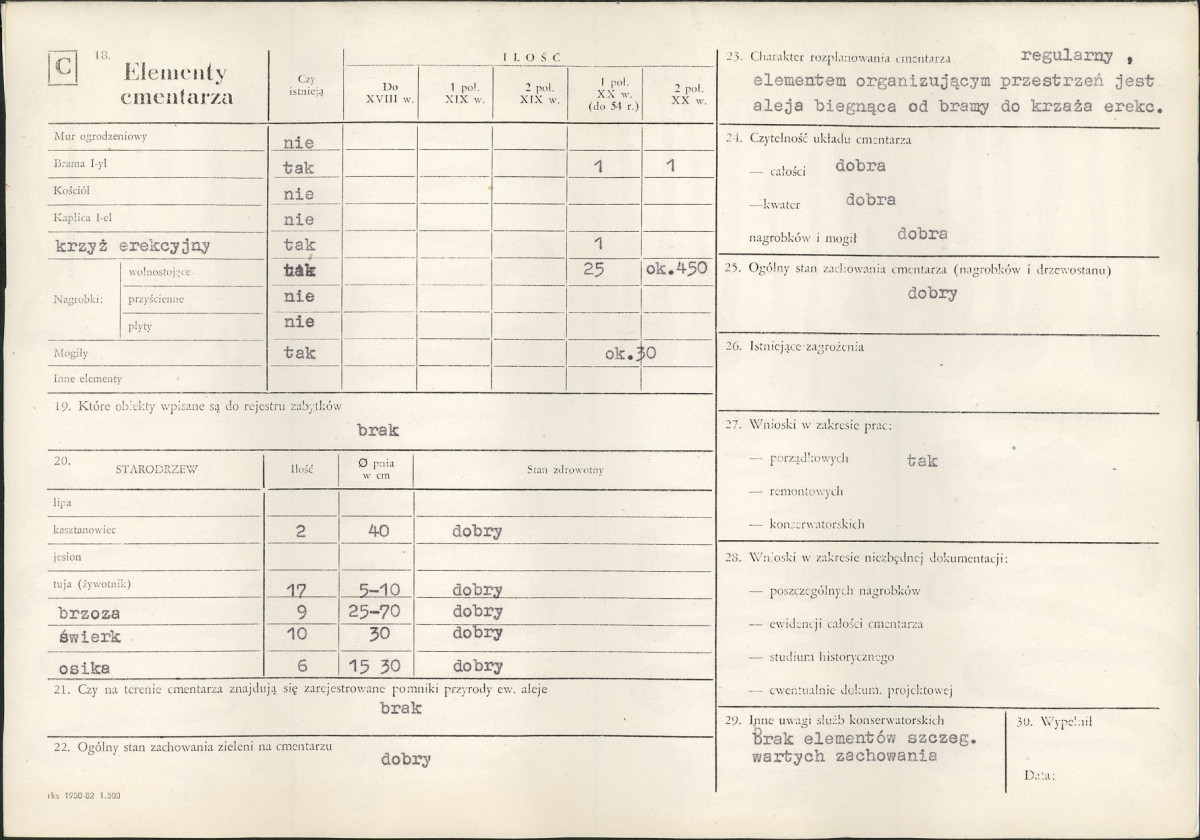 C
18. Elementy cmentarza
Czy istnieją
ILOŚĆ
Do XVIII w.
1 poł. XIX w.
2 poł. XIX w.
1 poł. XX w. (do 54 r.)
2 poł. XX w.
Mur ogrodzeniowy nie
Brama I-yl tak 1 1
Kościół nie
Kaplica I-el nie
krzyż erekcyjny tak 1
Nagrobki:
wolnostojące tak 25 ok.450
przyścienne nie
płyty nie
Mogiły tak ok.30
Inne elementy
19. Które obiekty wpisane są do rejestru zabytków
brak
20. STARODRZEW Ilość Ø pnia w cm Stan zdrowotny
lipa
kasztanowiec 2 40 dobry
jesion
tuja (żywotnik) 17 5-10 dobry
brzoza 9 25-70 dobry
świerk 10 30 dobry
osika 6 15 30 dobry
21. Czy na terenie cmentarza znajdują się zarejestrowane pomniki przyrody ew. aleje
brak
22. Ogólny stan zachowania zieleni na cmentarzu
dobry
rks 1950-82 1.500
23. Charakter rozplanowania cmentarza regularny ,
elementem organizującym przestrzeń jest
aleja biegnąca od bramy do krzaża erekc.
24. Czytelność układu cmentarza
— całości dobra
—kwater dobra
nagrobków i mogił dobra
25. Ogólny stan zachowania cmentarza (nagrobków i drzewostanu)
dobry
26. Istniejące zagrożenia
27. Wnioski w zakresie prac:
— porządkowych tak
— remontowych
— konserwatorskich
28. Wnioski w zakresie niezbędnej dokumentacji:
— poszczególnych nagrobków
— ewidencji całości cmentarza
— studium historycznego
— ewentualnie dokum. projektowej
29. Inne uwagi służb konserwatorskich
Brak elementów szczeg.
wartych zachowania
30. Wypełnił
Data: